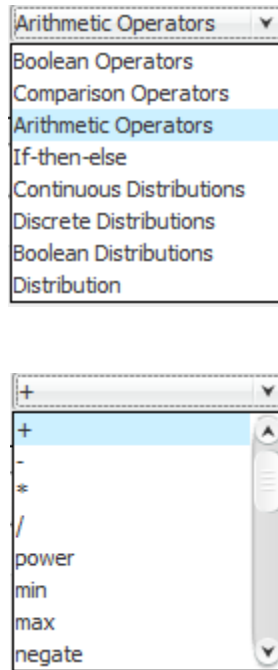 Arithmetic Operators
Boolean Operators
Comparison Operators
Arithmetic Operators
If-then-else
Continuous Distributions
Discrete Distributions
Boolean Distributions
Distribution
+
+
-
*
/
power
min
max
negate